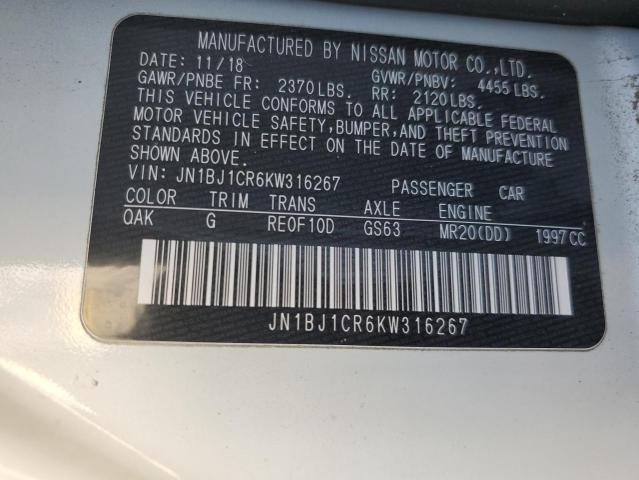 MANUFACTURED BY NISSAN MOTOR CO.,LTD.
DATE: 11/18 GVWR/PNBV: 4455 LBS.
GAWR/PNBE FR: 2370 LBS. RR: 2120 LBS.
THIS VEHICLE CONFORMS TO ALL APPLICABLE FEDERAL
MOTOR VEHICLE SAFETY, BUMPER, AND THEFT PREVENTION
STANDARDS IN EFFECT ON THE DATE OF MANUFACTURE
SHOWN ABOVE.
VIN: JN1BJ1CR6KW316267 PASSENGER CAR
COLOR TRIM TRANS AXLE ENGINE
QAK G RE0F10D GS63 MR20(DD) 1997CC
JN1BJ1CR6KW316267